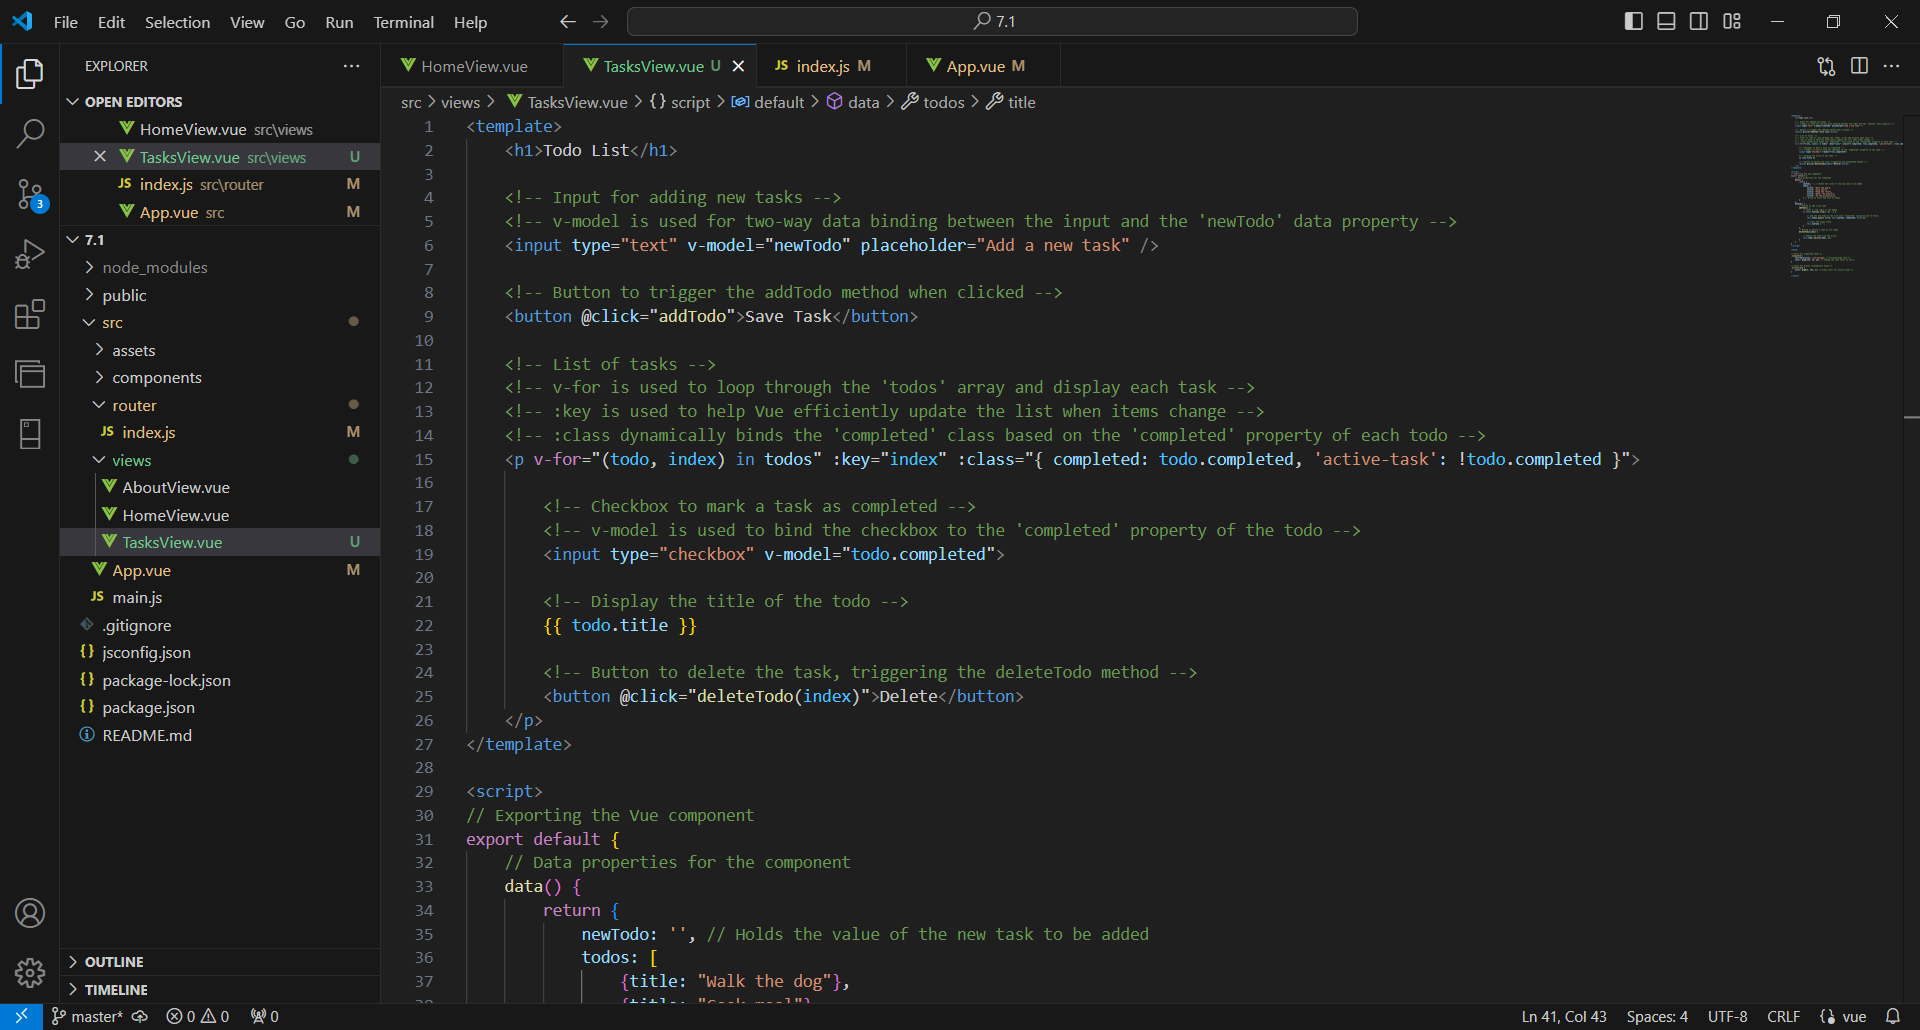 File Edit Selection View Go Run Terminal Help 7.1
EXPLORER
OPEN EDITORS
HomeView.vue src\views
TasksView.vue src\views U
JS index.js src\router M
App.vue src M
7.1
node_modules
public
src
assets
components
router
JS index.js M
views
AboutView.vue
HomeView.vue
TasksView.vue U
App.vue M
JS main.js
.gitignore
{} jsconfig.json
{} package-lock.json
{} package.json
README.md
OUTLINE
TIMELINE
3
HomeView.vue TasksView.vue U JS index.js M App.vue M
src > views > TasksView.vue > {} script > default > data > todos > title
1 <template>
2 <h1>Todo List</h1>
3
4 <!-- Input for adding new tasks -->
5 <!-- v-model is used for two-way data binding between the input and the 'newTodo' data property -->
6 <input type="text" v-model="newTodo" placeholder="Add a new task" />
7
8 <!-- Button to trigger the addTodo method when clicked -->
9 <button @click="addTodo">Save Task</button>
10
11 <!-- List of tasks -->
12 <!-- v-for is used to loop through the 'todos' array and display each task -->
13 <!-- :key is used to help Vue efficiently update the list when items change -->
14 <!-- :class dynamically binds the 'completed' class based on the 'completed' property of each todo -->
15 <p v-for="(todo, index) in todos" :key="index" :class="{ completed: todo.completed, 'active-task': !todo.completed }">
16
17 <!-- Checkbox to mark a task as completed -->
18 <!-- v-model is used to bind the checkbox to the 'completed' property of the todo -->
19 <input type="checkbox" v-model="todo.completed">
20
21 <!-- Display the title of the todo -->
22 {{ todo.title }}
23
24 <!-- Button to delete the task, triggering the deleteTodo method -->
25 <button @click="deleteTodo(index)">Delete</button>
26 </p>
27 </template>
28
29 <script>
30 // Exporting the Vue component
31 export default {
32 // Data properties for the component
33 data() {
34 return {
35 newTodo: '', // Holds the value of the new task to be added
36 todos: [
37 {title: "Walk the dog"},
master* 0 0 0 Ln 41, Col 43 Spaces: 4 UTF-8 CRLF vue